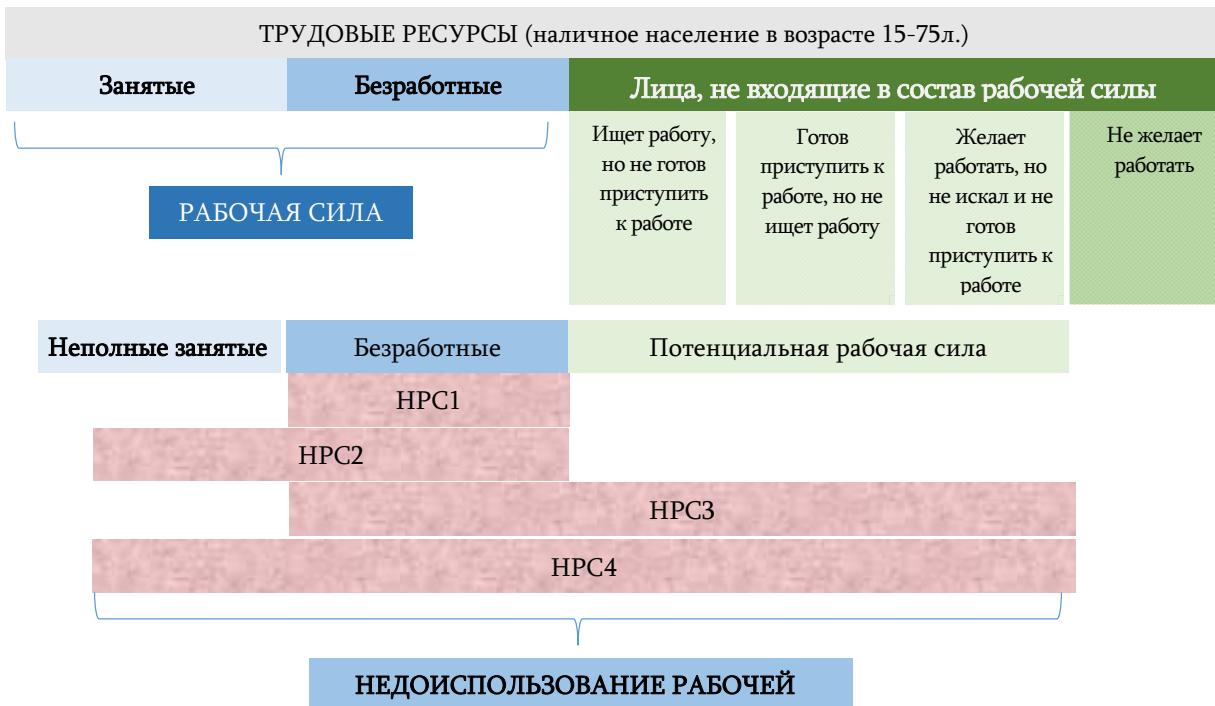 ТРУДОВЫЕ РЕСУРСЫ (наличное население в возрасте 15-75л.)
Занятые
Безработные
Лица, не входящие в состав рабочей силы
Ищет работу,
но не готов
приступить
к работе
Готов
приступить к
работе, но не
ищет работу
Желает
работать, но
не искал и не
готов
приступить к
работе
Не желает
работать
РАБОЧАЯ СИЛА
Неполные занятые
Безработные
Потенциальная рабочая сила
НРС1
НРС2
НРС3
НРС4
НЕДОИСПОЛЬЗОВАНИЕ РАБОЧЕЙ